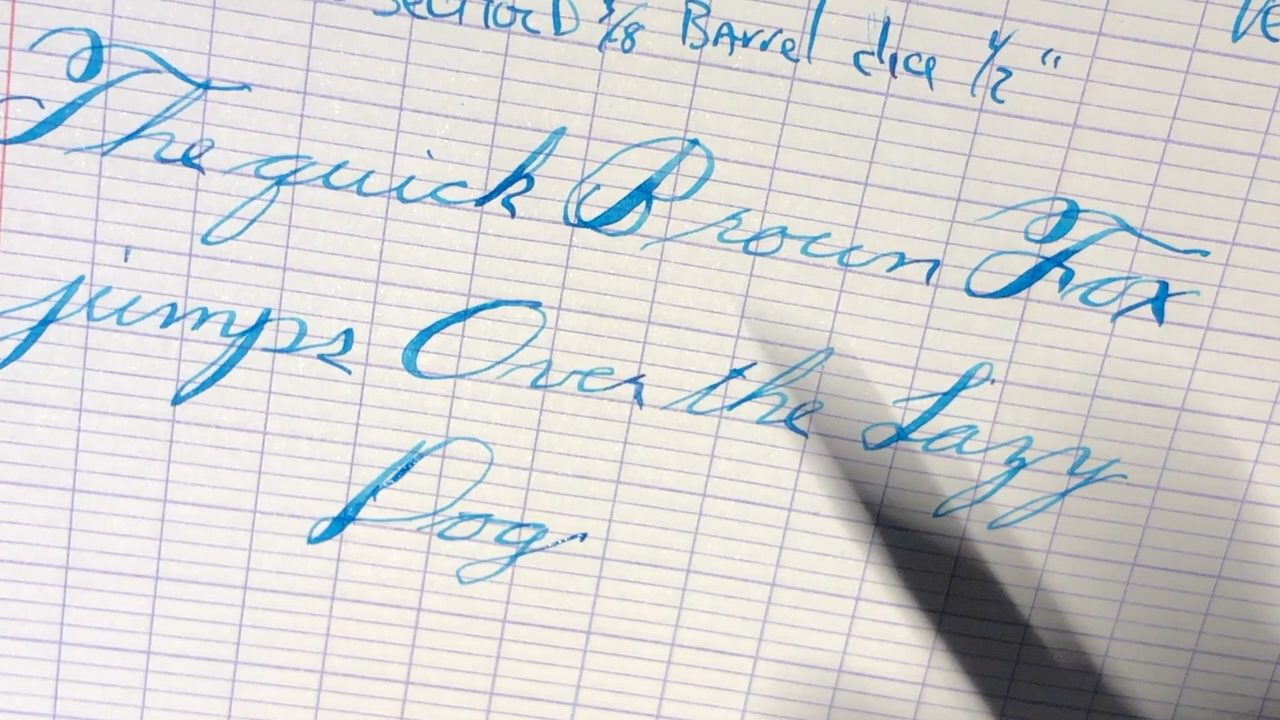 Section D 3/8 Barrel dia 1/2"
The quick Brown Fox
jumps Over the Lazy
Dog